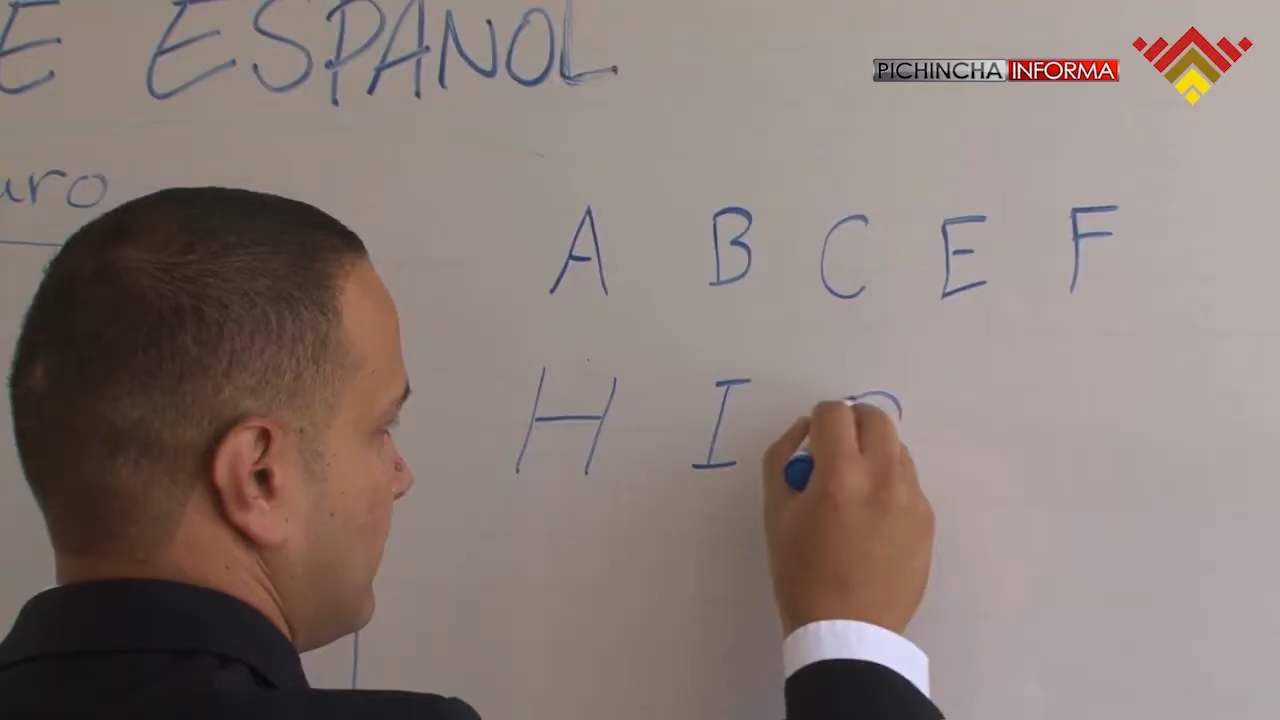 E ESPAÑOL
PICHINCHA INFORMA
uro
A B C E F
H I